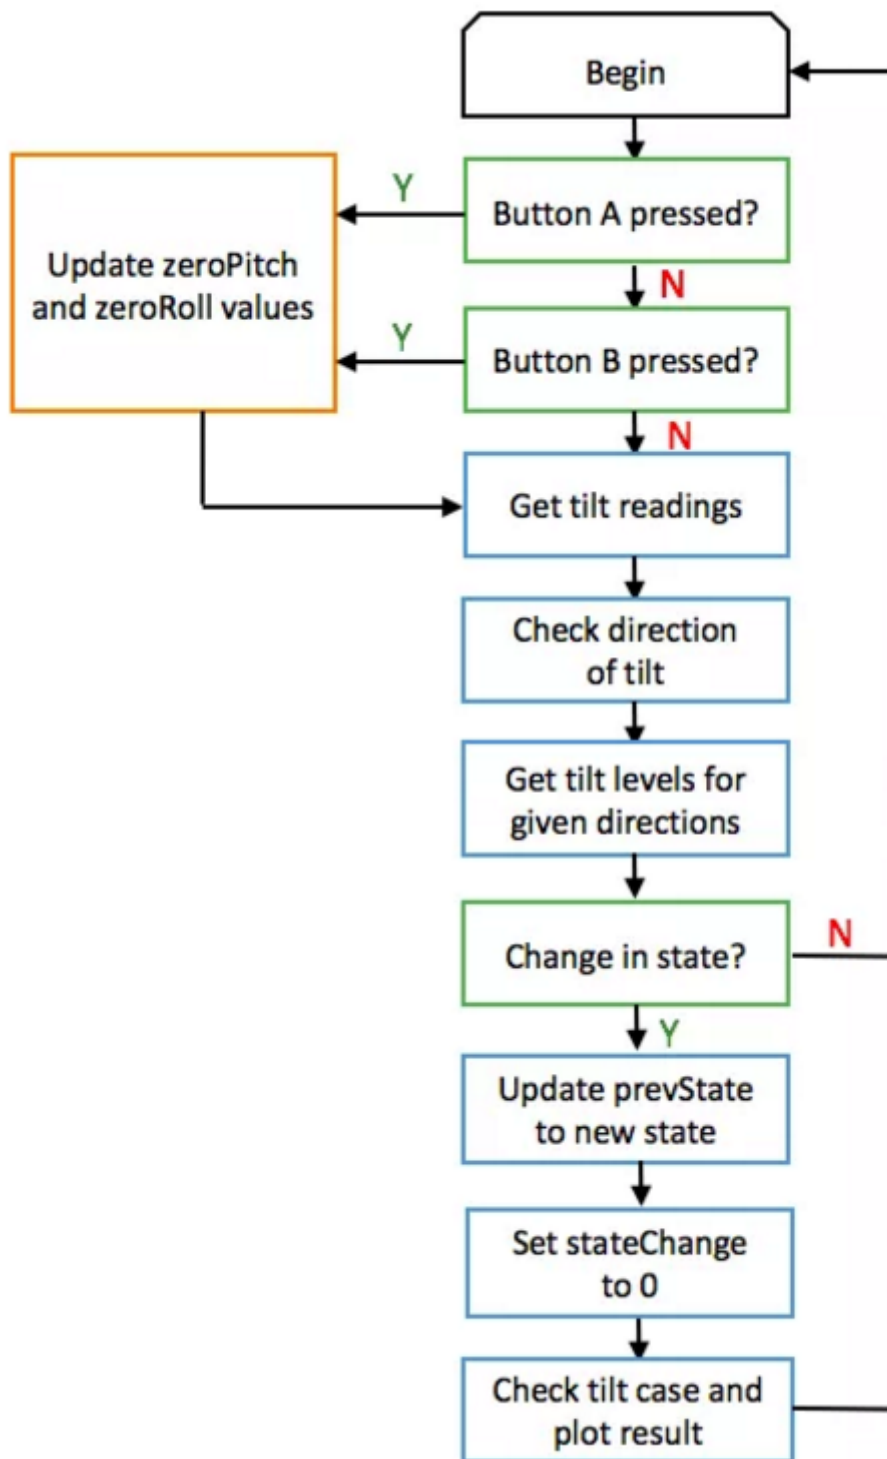 Begin
Y
Button A pressed?
Update zeroPitch
and zeroRoll values
N
Y
Button B pressed?
N
Get tilt readings
Check direction
of tilt
Get tilt levels for
given directions
Change in state?
N
Y
Update prevState
to new state
Set stateChange
to 0
Check tilt case and
plot result